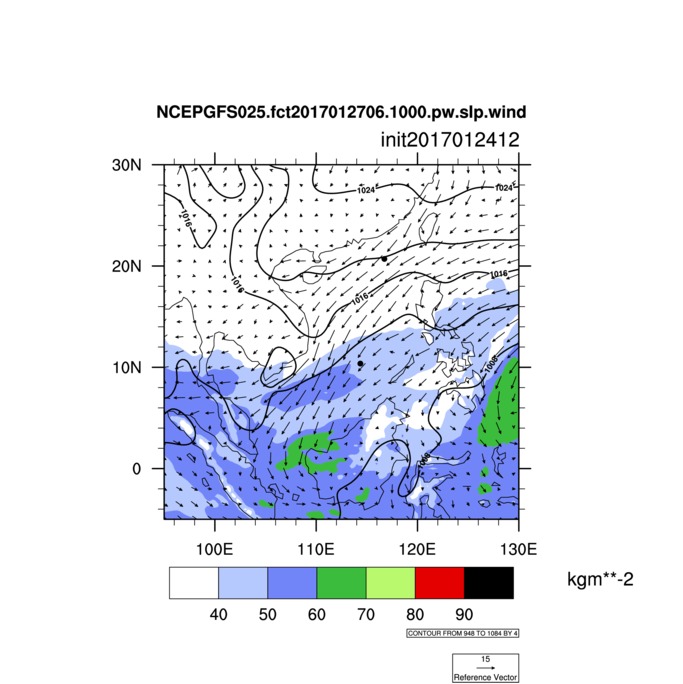 NCEPGFS025.fct2017012706.1000.pw.slp.wind
init2017012412
30N
20N
10N
0
1024
1024
1016
1016
1016
1016
1008
1008
100E 110E 120E 130E
kgm**-2
40 50 60 70 80 90
CONTOUR FROM 948 TO 1084 BY 4
15
Reference Vector